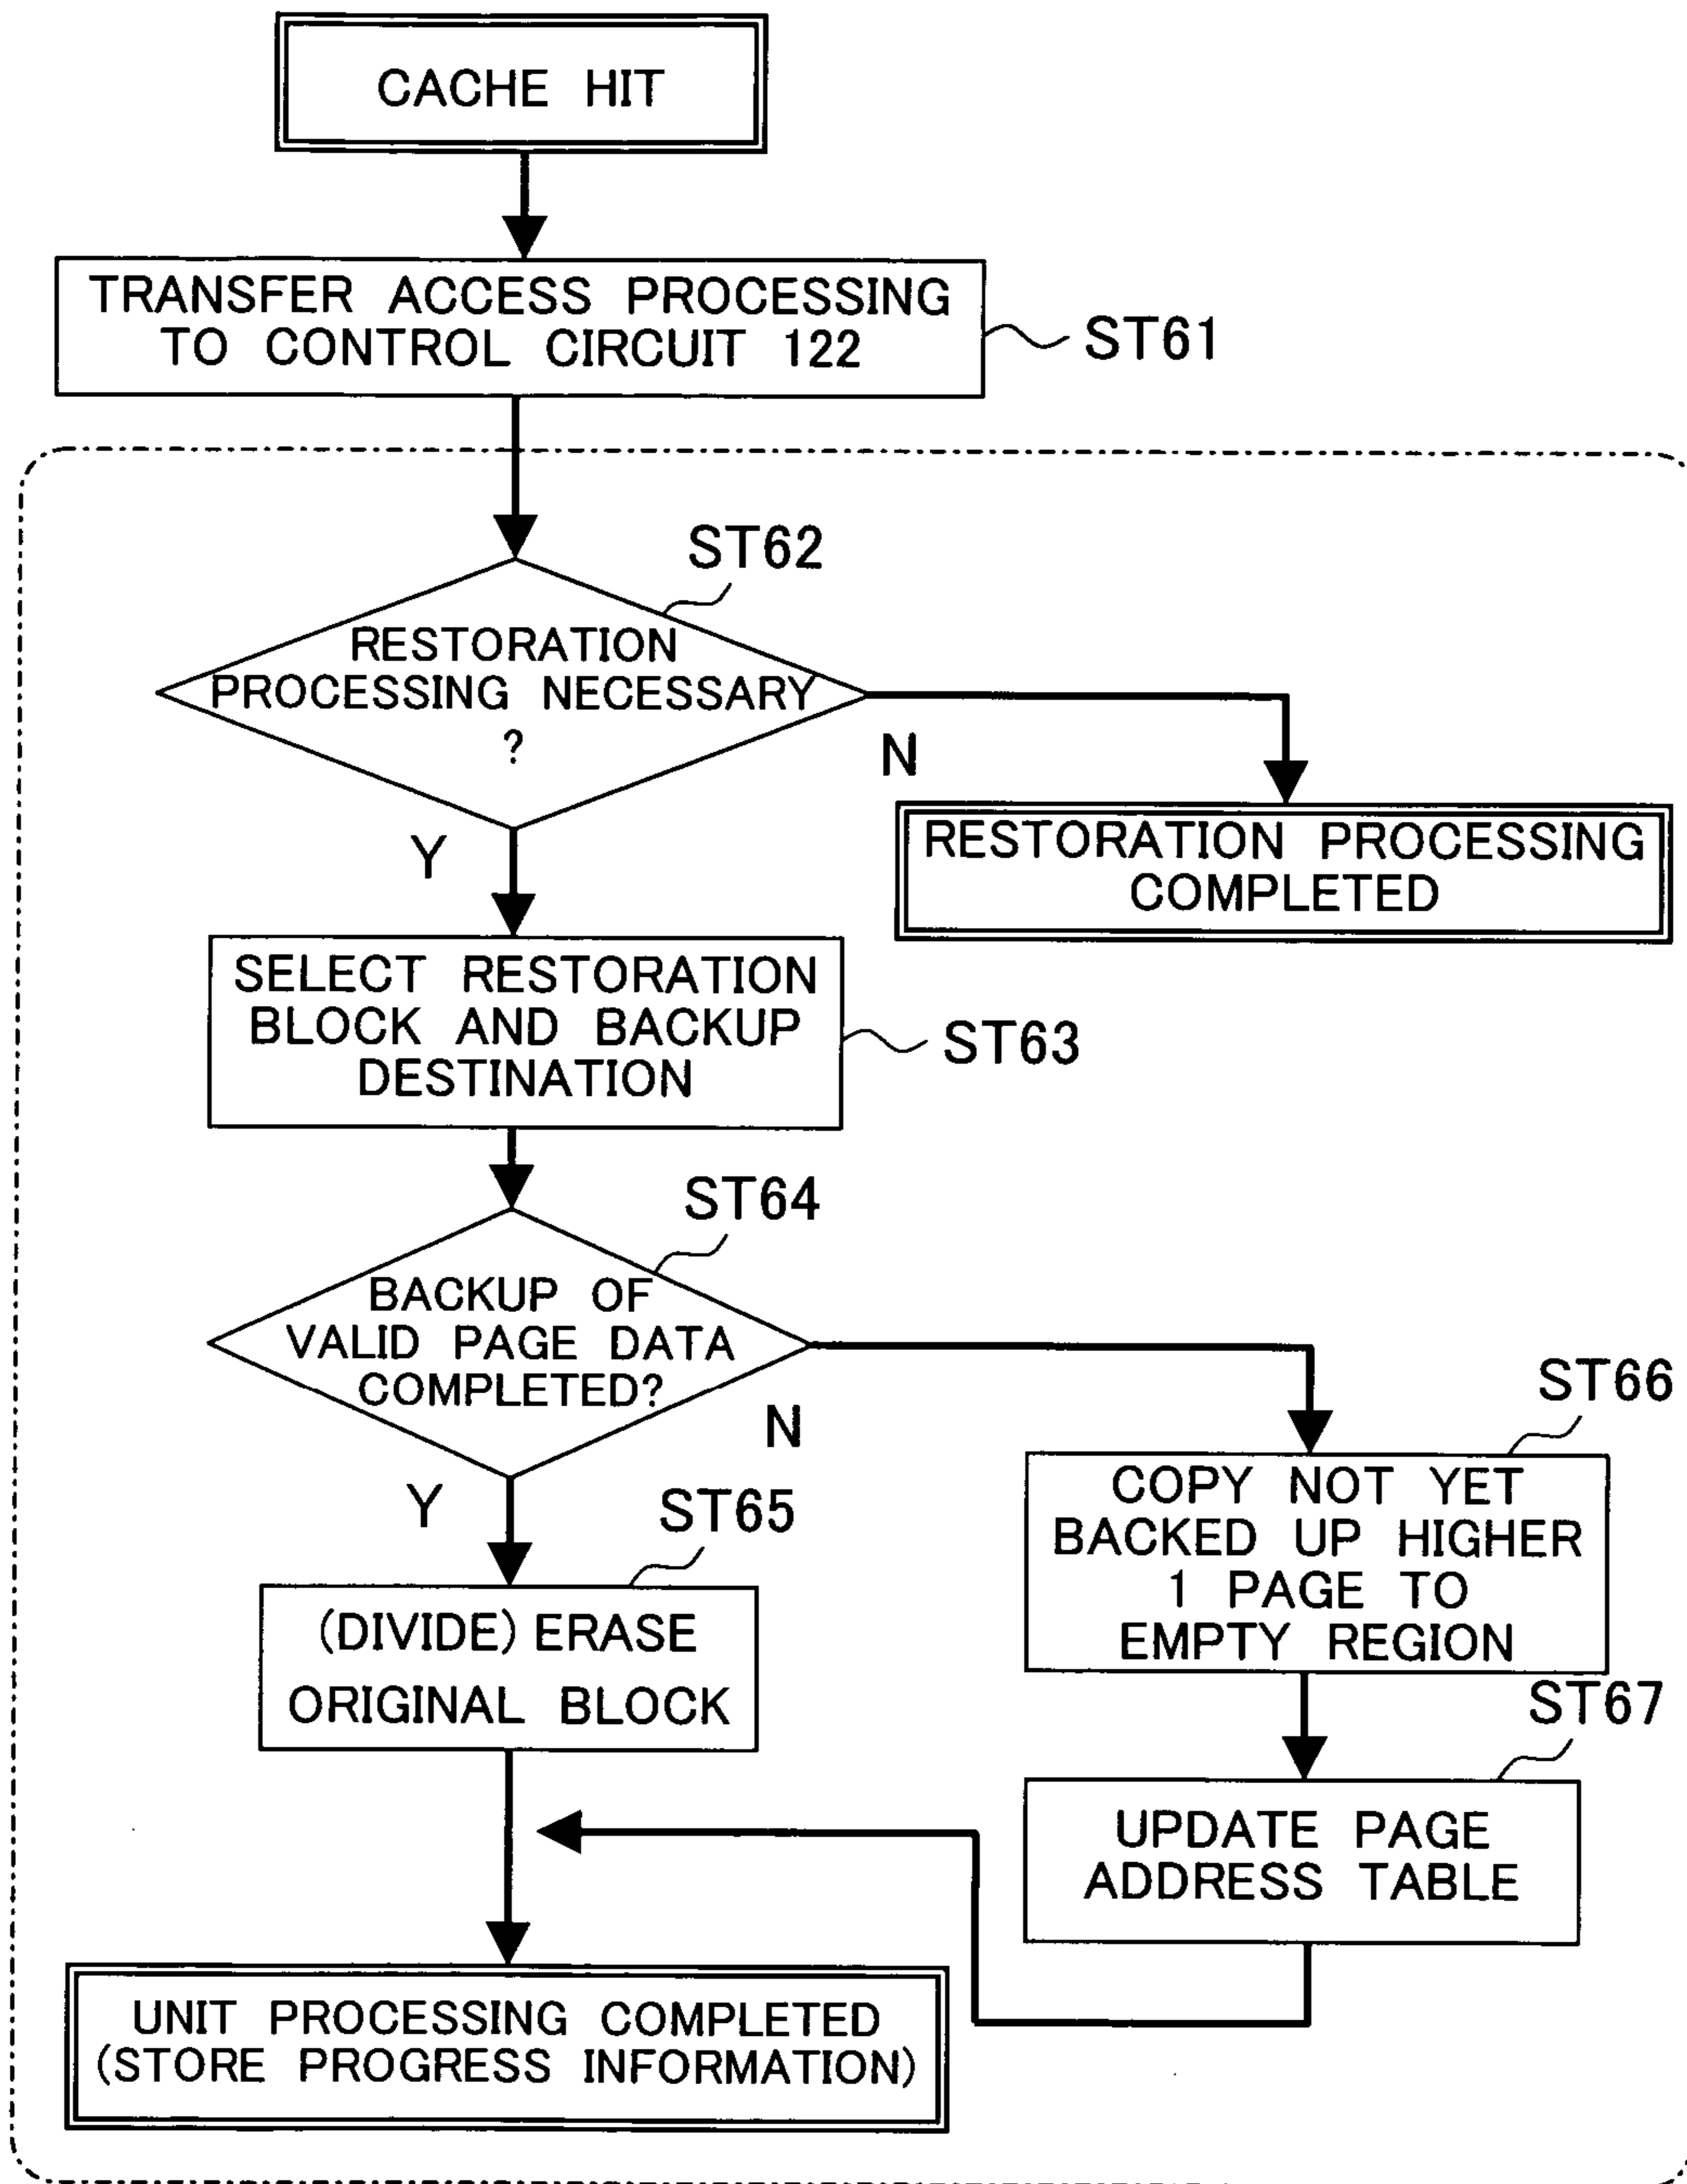 CACHE HIT
TRANSFER ACCESS PROCESSING
TO CONTROL CIRCUIT 122
ST61
ST62
RESTORATION
PROCESSING NECESSARY
?
N
Y
RESTORATION PROCESSING
COMPLETED
SELECT RESTORATION
BLOCK AND BACKUP
DESTINATION
ST63
ST64
BACKUP OF
VALID PAGE DATA
COMPLETED?
N
Y
ST66
COPY NOT YET
BACKED UP HIGHER
1 PAGE TO
EMPTY REGION
ST65
(DIVIDE) ERASE
ORIGINAL BLOCK
ST67
UPDATE PAGE
ADDRESS TABLE
UNIT PROCESSING COMPLETED
(STORE PROGRESS INFORMATION)